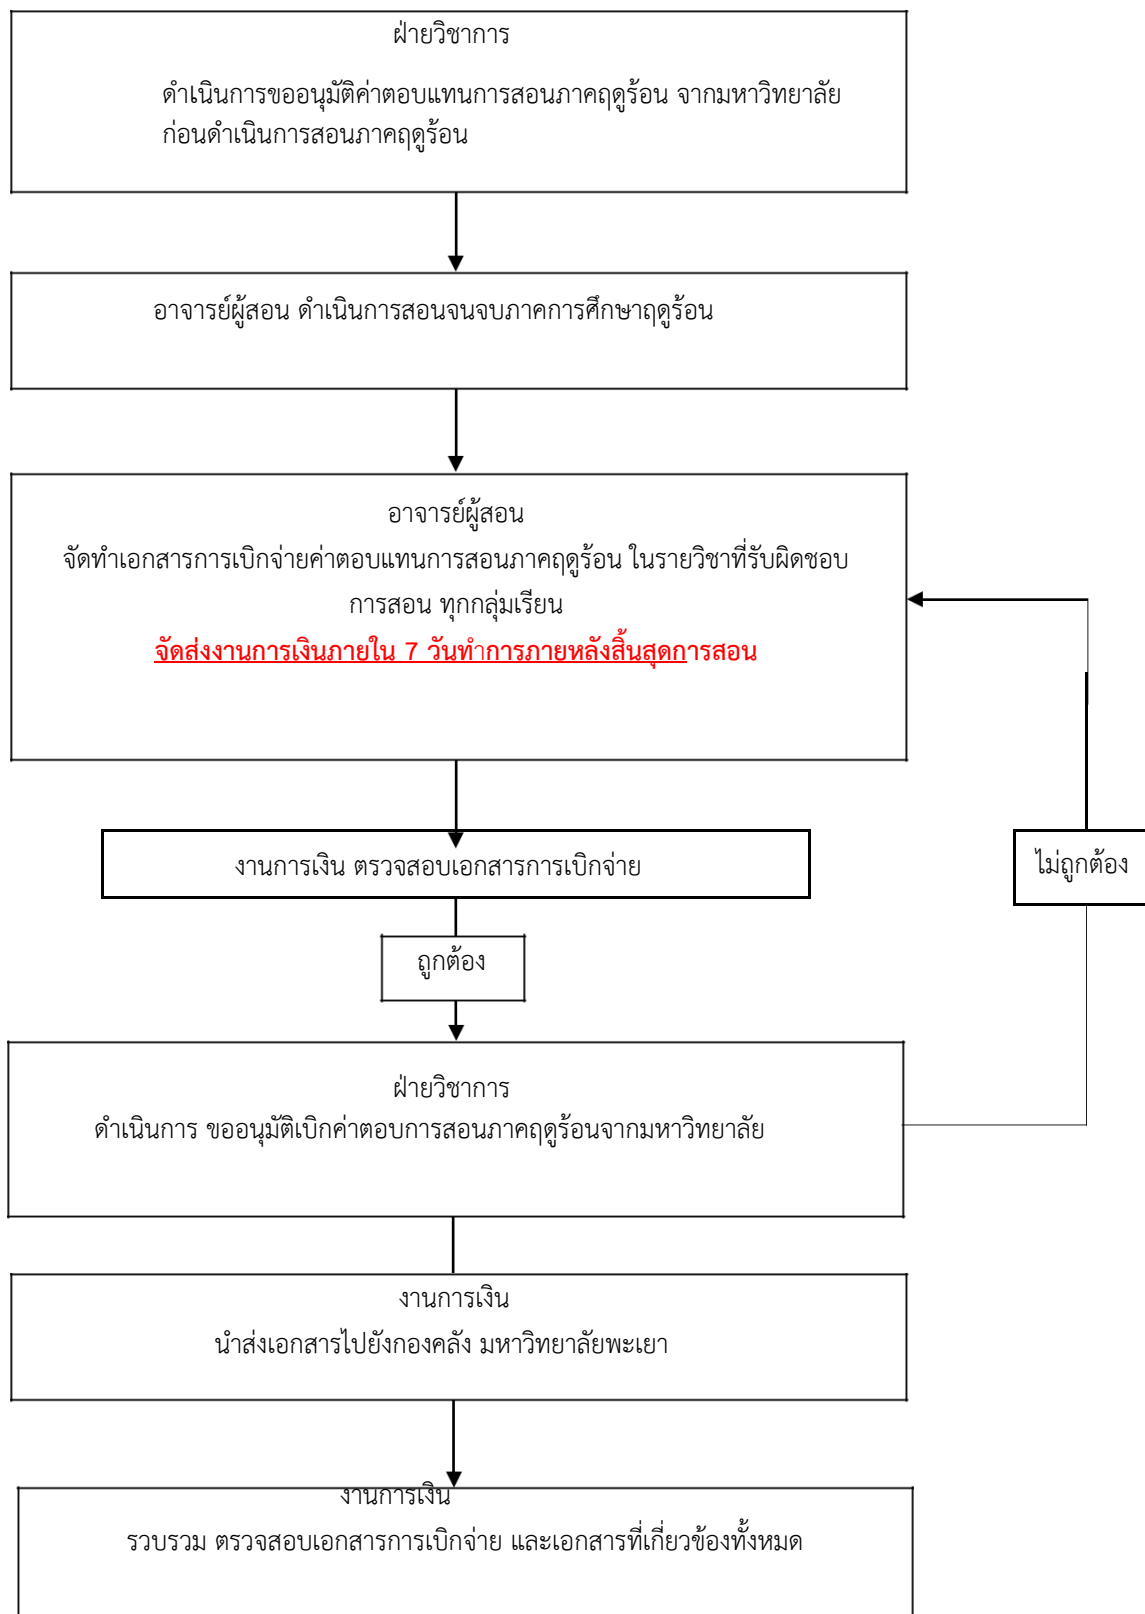 ฝ่ายวิชาการ
ดำเนินการขออนุมัติค่าตอบแทนการสอนภาคฤดูร้อน จากมหาวิทยาลัย
ก่อนดำเนินการสอนภาคฤดูร้อน
อาจารย์ผู้สอน ดำเนินการสอนจนจบภาคการศึกษาฤดูร้อน
อาจารย์ผู้สอน
จัดทำเอกสารการเบิกจ่ายค่าตอบแทนการสอนภาคฤดูร้อน ในรายวิชาที่รับผิดชอบ
การสอน ทุกกลุ่มเรียน
จัดส่งงานการเงินภายใน 7 วันทำการภายหลังสิ้นสุดการสอน
งานการเงิน ตรวจสอบเอกสารการเบิกจ่าย
ไม่ถูกต้อง
ถูกต้อง
ฝ่ายวิชาการ
ดำเนินการ ขออนุมัติเบิกค่าตอบการสอนภาคฤดูร้อนจากมหาวิทยาลัย
งานการเงิน
นำส่งเอกสารไปยังกองคลัง มหาวิทยาลัยพะเยา
งานการเงิน
รวบรวม ตรวจสอบเอกสารการเบิกจ่าย และเอกสารที่เกี่ยวข้องทั้งหมด